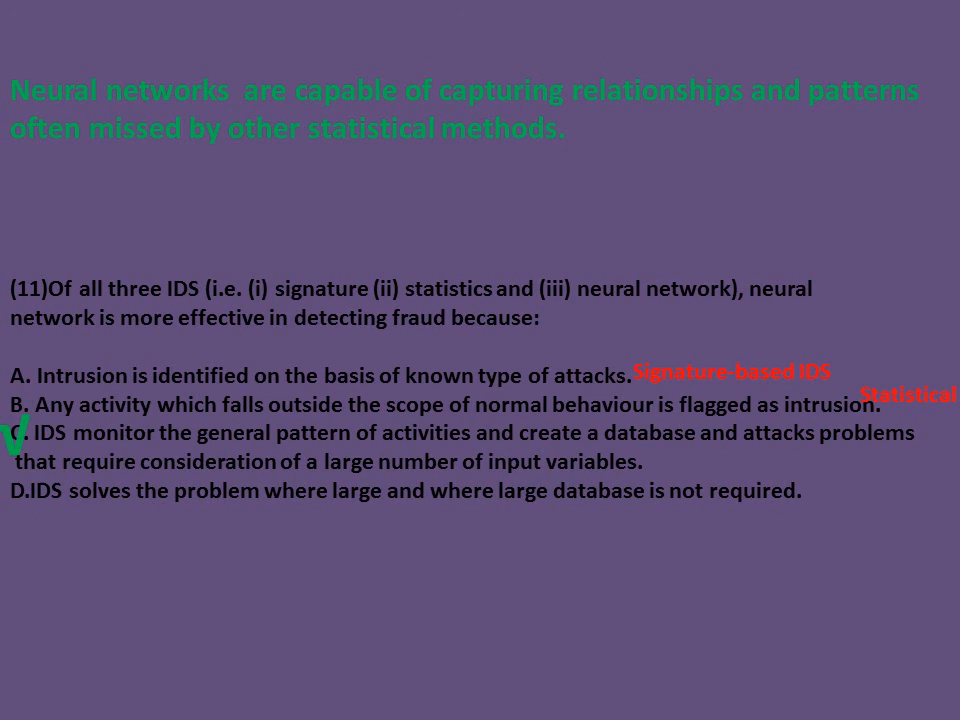 Neural networks are capable of capturing relationships and patterns
often missed by other statistical methods.
(11)Of all three IDS (i.e. (i) signature (ii) statistics and (iii) neural network), neural
network is more effective in detecting fraud because:
A. Intrusion is identified on the basis of known type of attacks. Signature-based IDS
B. Any activity which falls outside the scope of normal behaviour is flagged as intrusion. Statistical
√ C. IDS monitor the general pattern of activities and create a database and attacks problems
that require consideration of a large number of input variables.
D.IDS solves the problem where large and where large database is not required.